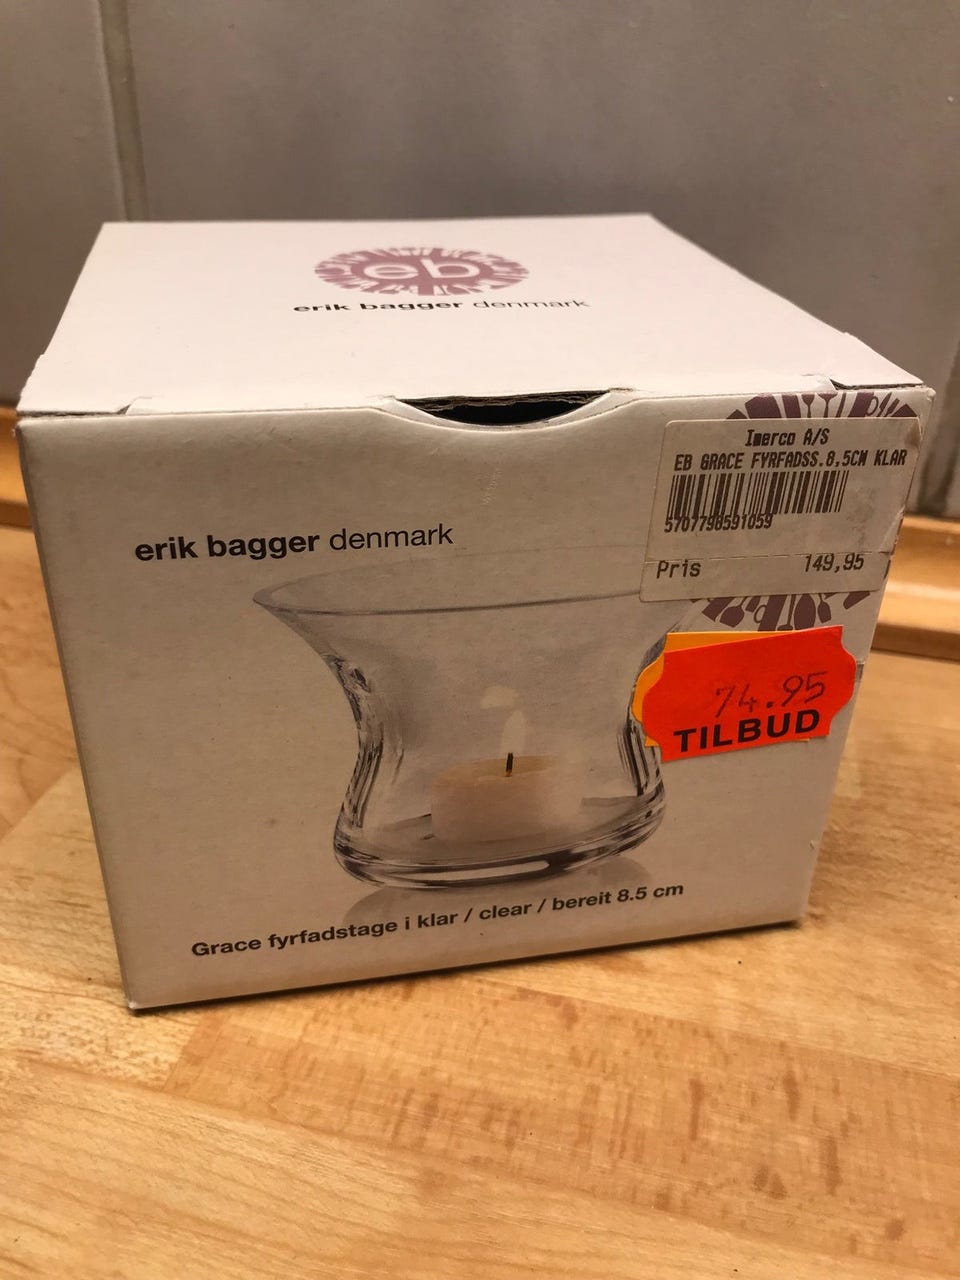 eb
erik bagger denmark
Imerco A/S
EB GRACE FYRFADSS.8,5CM KLAR
5707798591059
Pris 149,95
erik bagger denmark
74.95
TILBUD
Grace fyrfadstage i klar / clear / bereit 8.5 cm